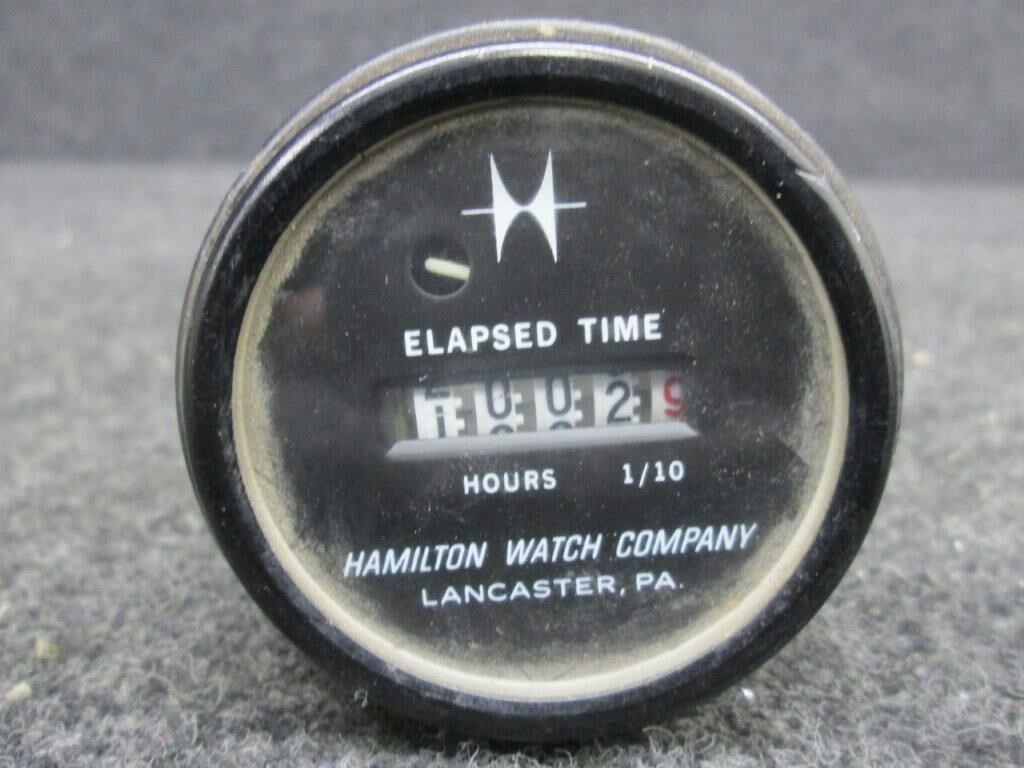 ELAPSED TIME
1 0 0 2 9
HOURS 1/10
HAMILTON WATCH COMPANY
LANCASTER, PA.